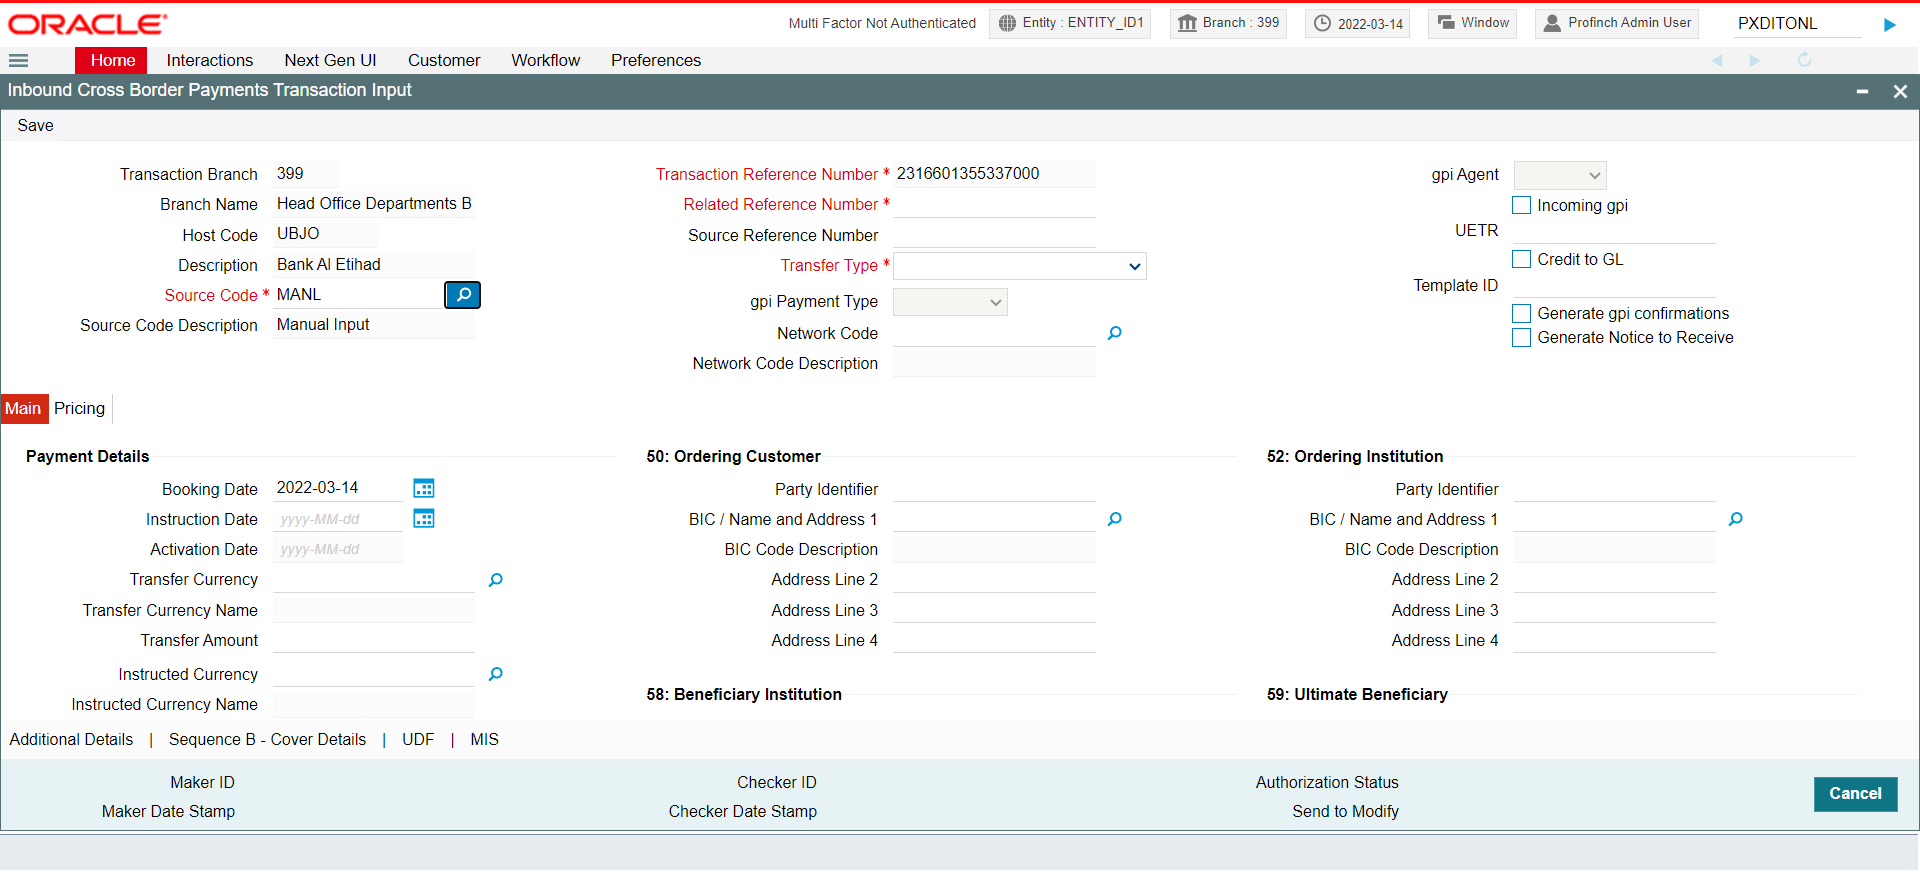 ORACLE
Multi Factor Not Authenticated
Entity : ENTITY_ID1
Branch : 399
2022-03-14
Window
Profinch Admin User
PXDITONL
Home
Interactions
Next Gen UI
Customer
Workflow
Preferences
Inbound Cross Border Payments Transaction Input
Save
Transaction Branch 399
Branch Name Head Office Departments B
Host Code UBJO
Description Bank Al Etihad
Source Code * MANL
Source Code Description Manual Input
Transaction Reference Number * 2316601355337000
Related Reference Number *
Source Reference Number
Transfer Type *
gpi Payment Type
Network Code
Network Code Description
gpi Agent
Incoming gpi
UETR
Credit to GL
Template ID
Generate gpi confirmations
Generate Notice to Receive
Main
Pricing
Payment Details
Booking Date 2022-03-14
Instruction Date yyyy-MM-dd
Activation Date yyyy-MM-dd
Transfer Currency
Transfer Currency Name
Transfer Amount
Instructed Currency
Instructed Currency Name
50: Ordering Customer
Party Identifier
BIC / Name and Address 1
BIC Code Description
Address Line 2
Address Line 3
Address Line 4
58: Beneficiary Institution
52: Ordering Institution
Party Identifier
BIC / Name and Address 1
BIC Code Description
Address Line 2
Address Line 3
Address Line 4
59: Ultimate Beneficiary
Additional Details | Sequence B - Cover Details | UDF | MIS
Maker ID
Maker Date Stamp
Checker ID
Checker Date Stamp
Authorization Status
Send to Modify
Cancel